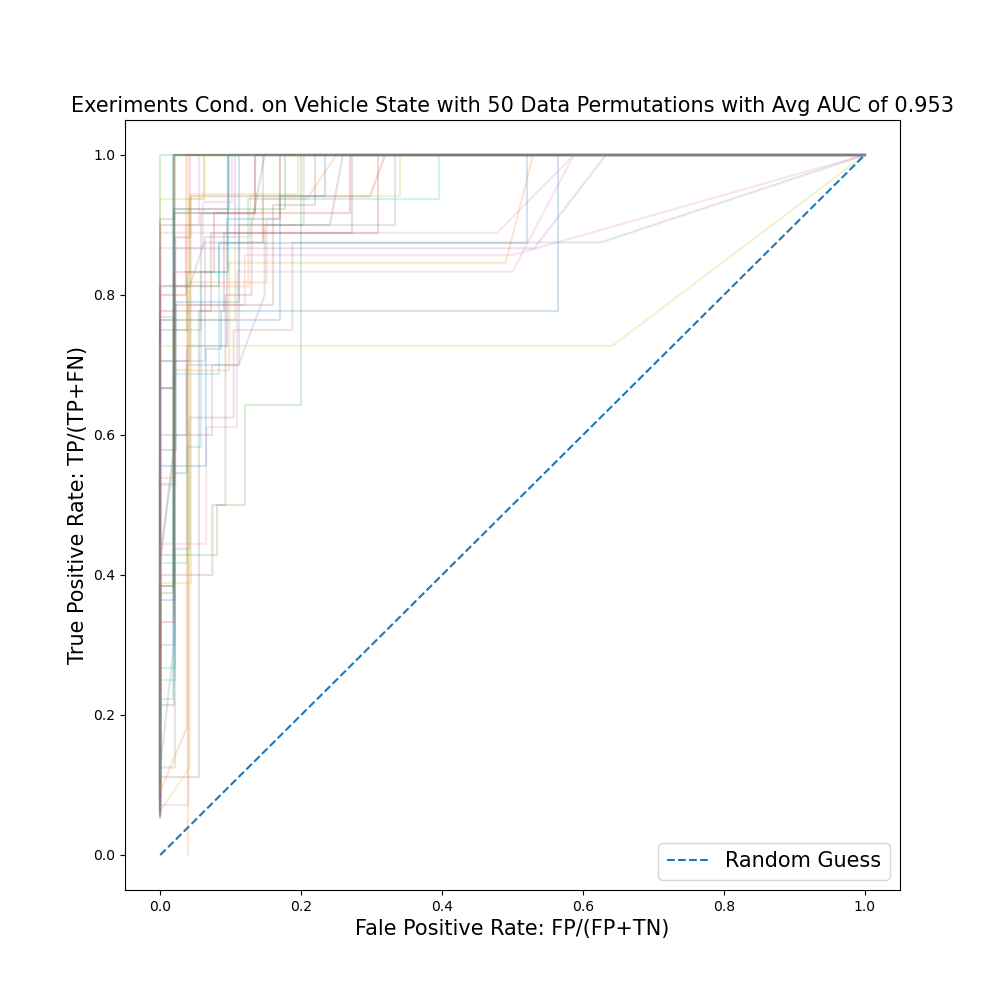 Exeriments Cond. on Vehicle State with 50 Data Permutations with Avg AUC of 0.953
True Positive Rate: TP/(TP+FN)
1.0
0.8
0.6
0.4
0.2
0.0
Random Guess
0.0 0.2 0.4 0.6 0.8 1.0
Fale Positive Rate: FP/(FP+TN)